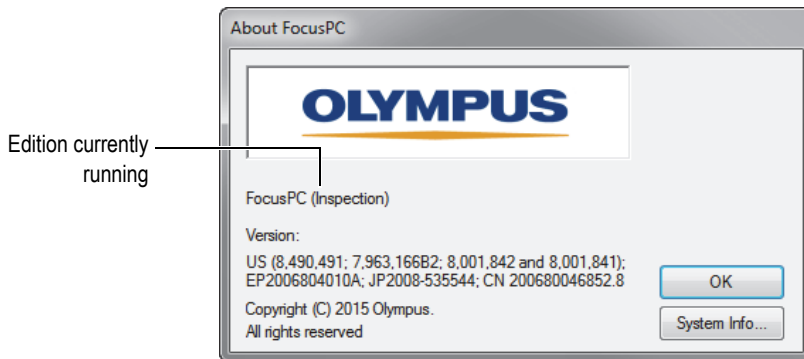 About FocusPC
OLYMPUS
Edition currently
running
FocusPC (Inspection)
Version:
US (8,490,491; 7,963,166B2; 8,001,842 and 8,001,841);
EP2006804010A; JP2008-535544; CN 200680046852.8
OK
Copyright (C) 2015 Olympus.
All rights reserved
System Info...